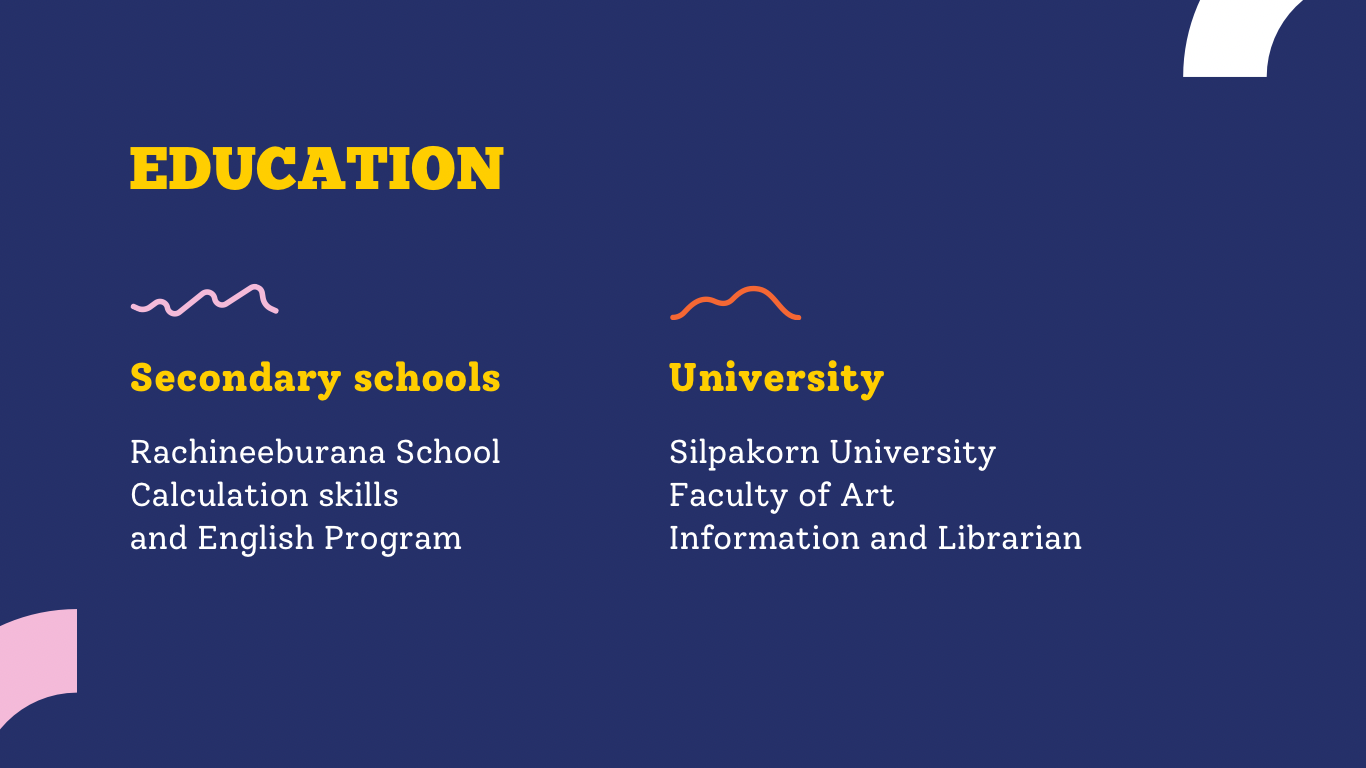 EDUCATION
Secondary schools
Rachineeburana School
Calculation skills
and English Program
University
Silpakorn University
Faculty of Art
Information and Librarian